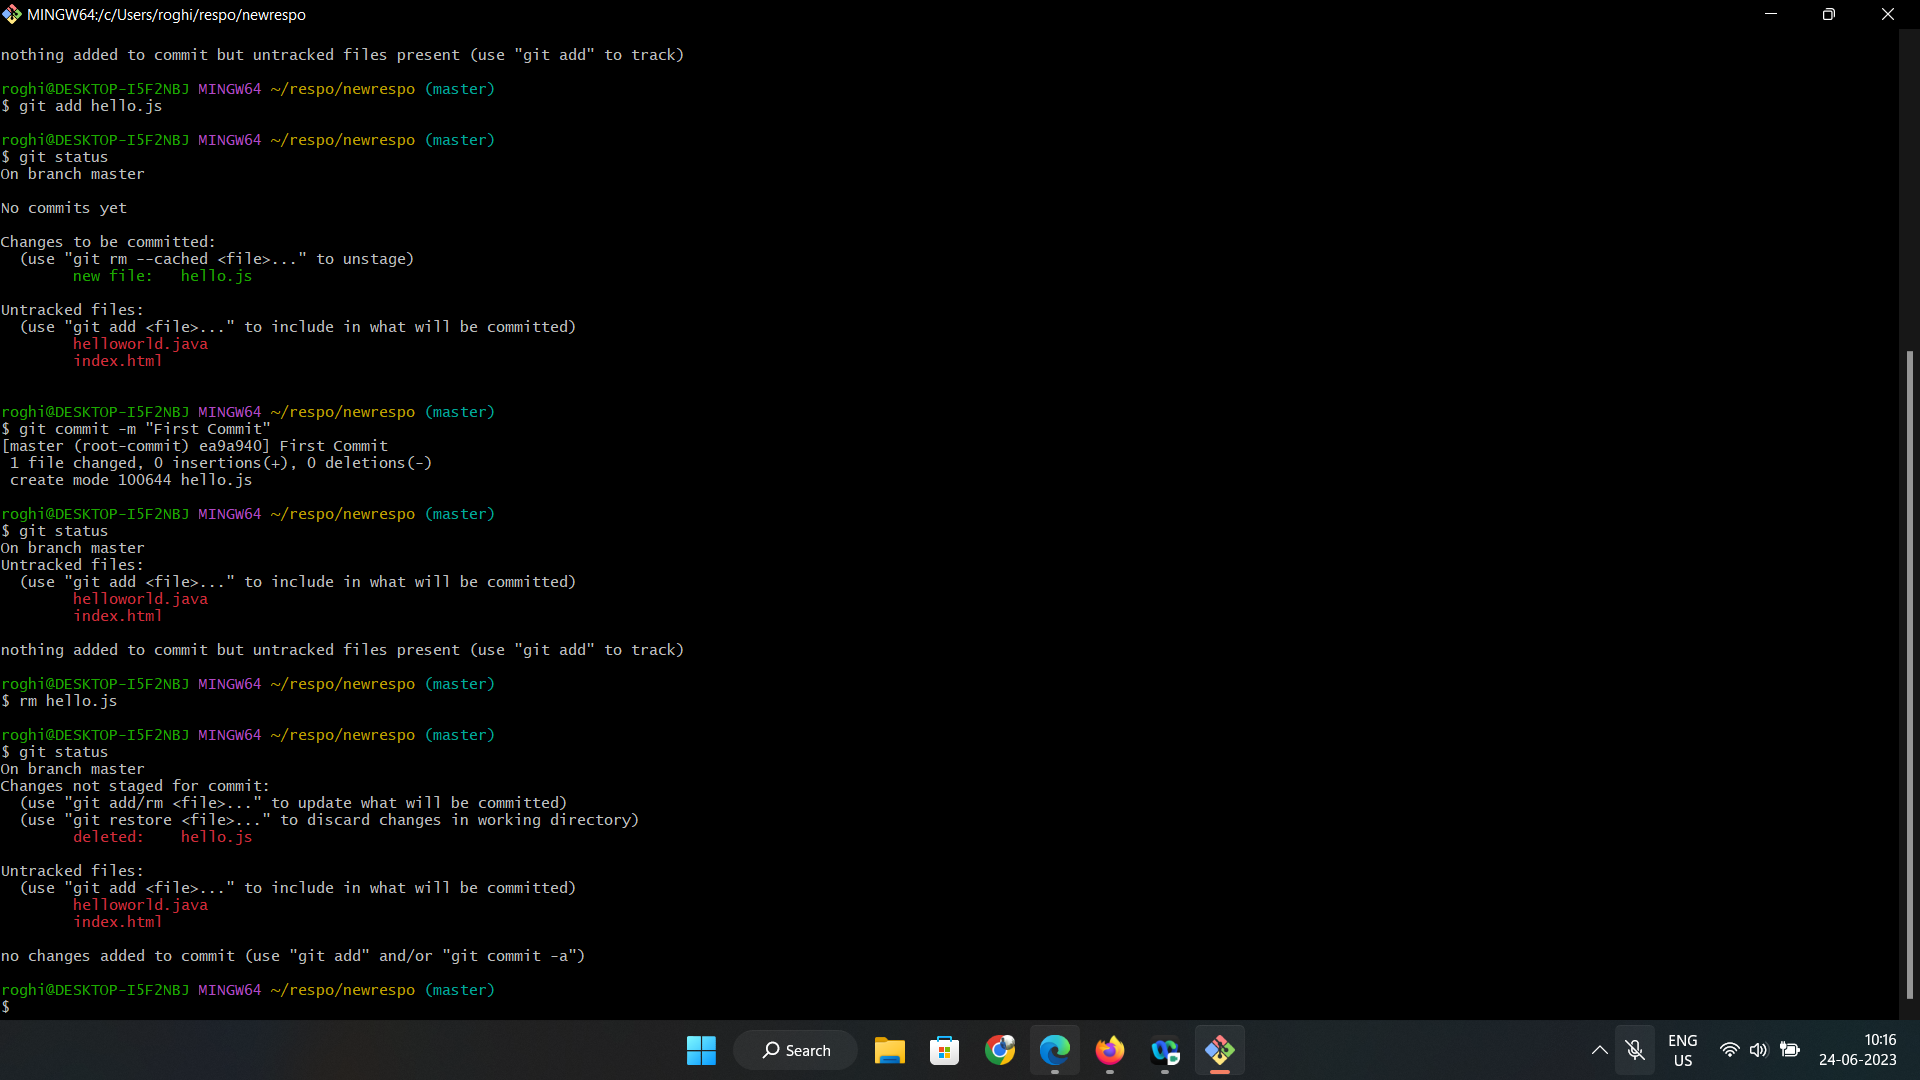 MINGW64:/c/Users/roghi/respo/newrespo
nothing added to commit but untracked files present (use "git add" to track)
roghi@DESKTOP-I5F2NBJ MINGW64 ~/respo/newrespo (master)
$ git add hello.js
roghi@DESKTOP-I5F2NBJ MINGW64 ~/respo/newrespo (master)
$ git status
On branch master
No commits yet
Changes to be committed:
  (use "git rm --cached <file>..." to unstage)
        new file:   hello.js
Untracked files:
  (use "git add <file>..." to include in what will be committed)
        helloworld.java
        index.html
roghi@DESKTOP-I5F2NBJ MINGW64 ~/respo/newrespo (master)
$ git commit -m "First Commit"
[master (root-commit) ea9a940] First Commit
 1 file changed, 0 insertions(+), 0 deletions(-)
 create mode 100644 hello.js
roghi@DESKTOP-I5F2NBJ MINGW64 ~/respo/newrespo (master)
$ git status
On branch master
Untracked files:
  (use "git add <file>..." to include in what will be committed)
        helloworld.java
        index.html
nothing added to commit but untracked files present (use "git add" to track)
roghi@DESKTOP-I5F2NBJ MINGW64 ~/respo/newrespo (master)
$ rm hello.js
roghi@DESKTOP-I5F2NBJ MINGW64 ~/respo/newrespo (master)
$ git status
On branch master
Changes not staged for commit:
  (use "git add/rm <file>..." to update what will be committed)
  (use "git restore <file>..." to discard changes in working directory)
        deleted:    hello.js
Untracked files:
  (use "git add <file>..." to include in what will be committed)
        helloworld.java
        index.html
no changes added to commit (use "git add" and/or "git commit -a")
roghi@DESKTOP-I5F2NBJ MINGW64 ~/respo/newrespo (master)
$
Search
ENG
US
10:16
24-06-2023